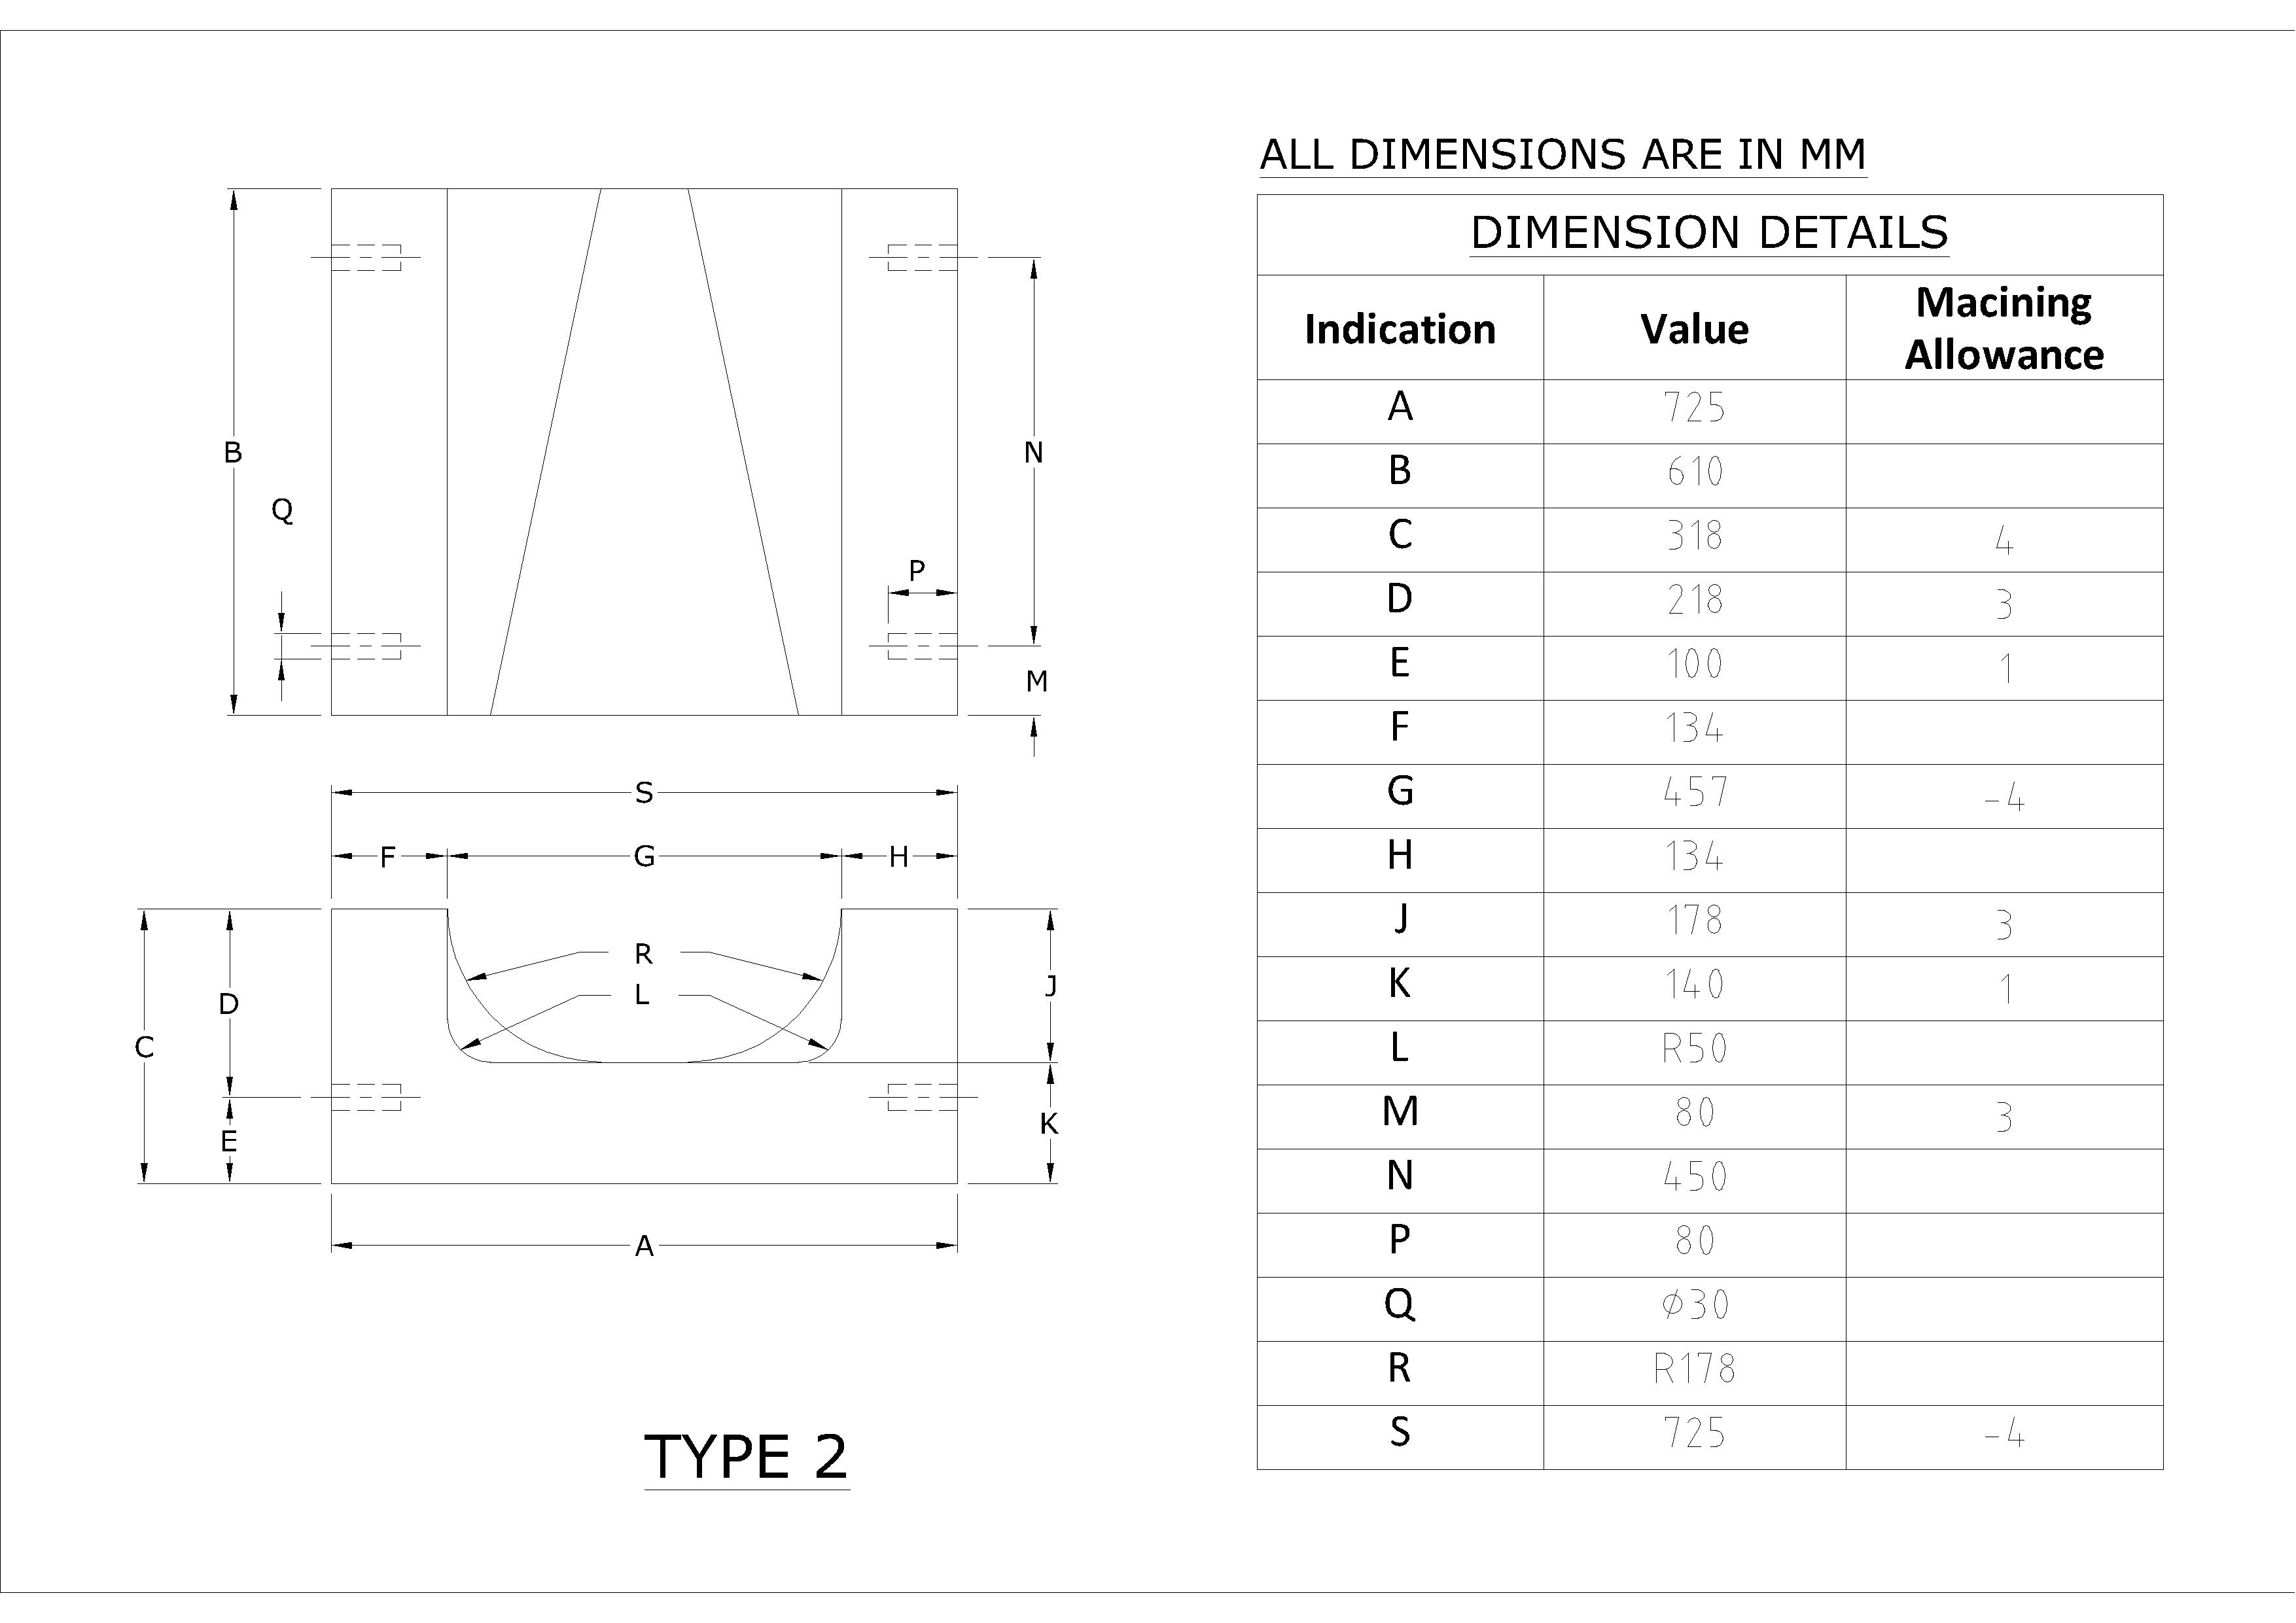 ALL DIMENSIONS ARE IN MM
DIMENSION DETAILS
Indication Value Macining Allowance
A 725
B 610
C 318 4
D 218 3
E 100 1
F 134
G 457 -4
H 134
J 178 3
K 140 1
L R50
M 80 3
N 450
P 80
Q ϕ30
R R178
S 725 -4
B
N
Q
P
M
S
F G H
R
L
J
D
C
K
E
A
TYPE 2